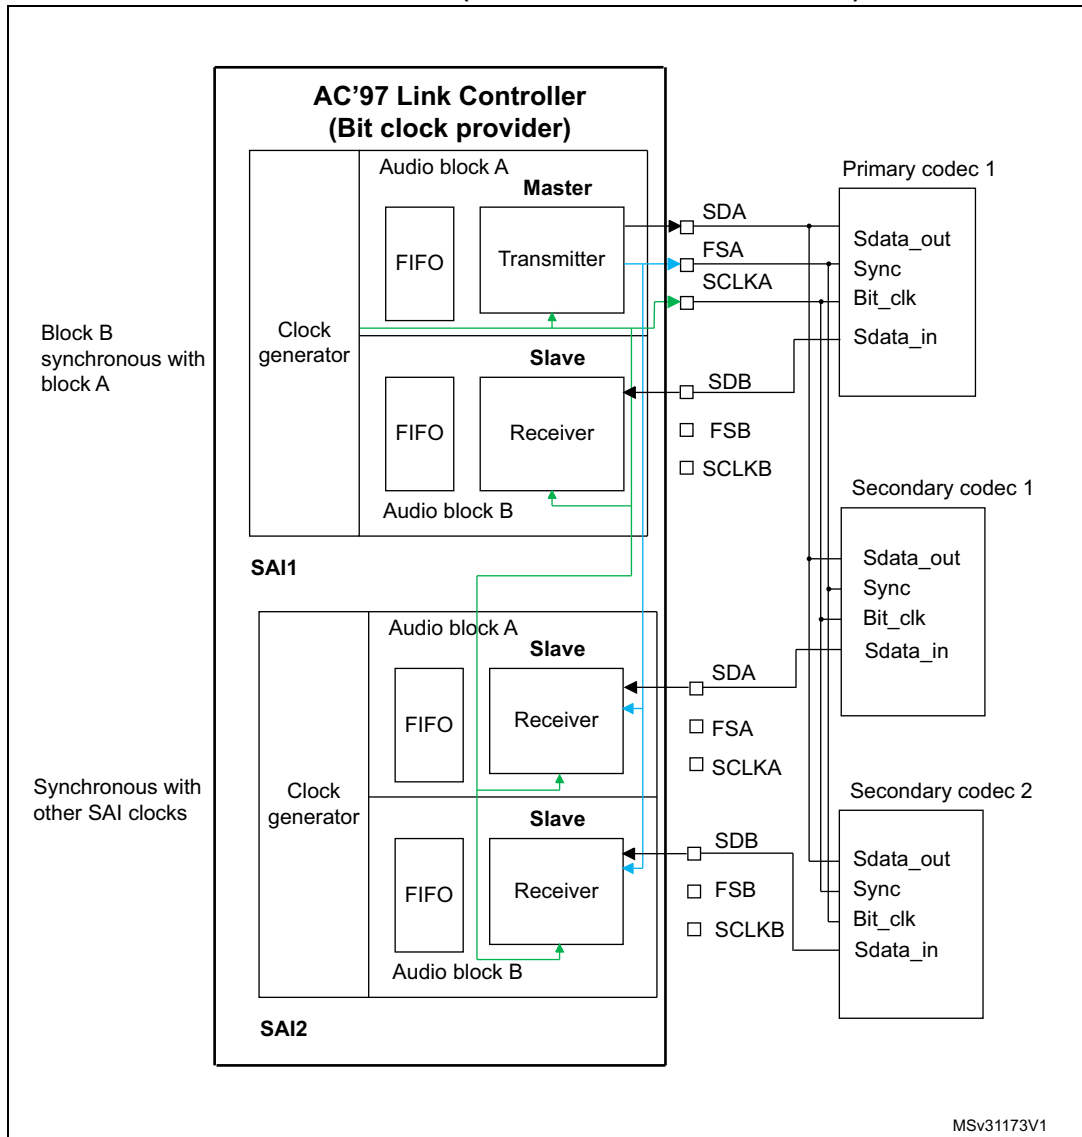 AC'97 Link Controller
(Bit clock provider)
Audio block A
Master
FIFO
Transmitter
SDA
FSA
SCLKA
Primary codec 1
Sdata_out
Sync
Bit_clk
Sdata_in
Block B
synchronous with
block A
Clock
generator
Slave
FIFO
Receiver
SDB
FSB
SCLKB
Audio block B
SAI1
Secondary codec 1
Sdata_out
Sync
Bit_clk
Sdata_in
Audio block A
Slave
FIFO
Receiver
SDA
FSA
SCLKA
Synchronous with
other SAI clocks
Clock
generator
Slave
FIFO
Receiver
SDB
FSB
SCLKB
Audio block B
SAI2
Secondary codec 2
Sdata_out
Sync
Bit_clk
Sdata_in
MSv31173V1